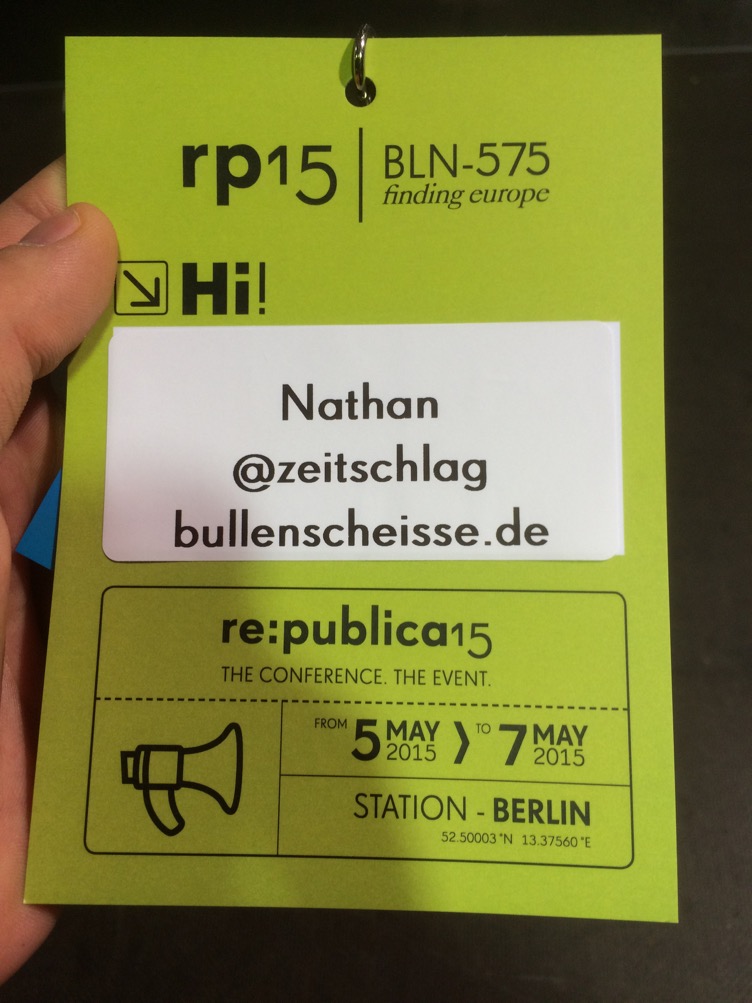 rp15 | BLN-575
finding europe
Hi!
Nathan
@zeitschlag
bullenscheisse.de
re:publica15
THE CONFERENCE. THE EVENT.
FROM 5 MAY 2015 TO 7 MAY 2015
STATION - BERLIN
52.50003°N 13.37560°E